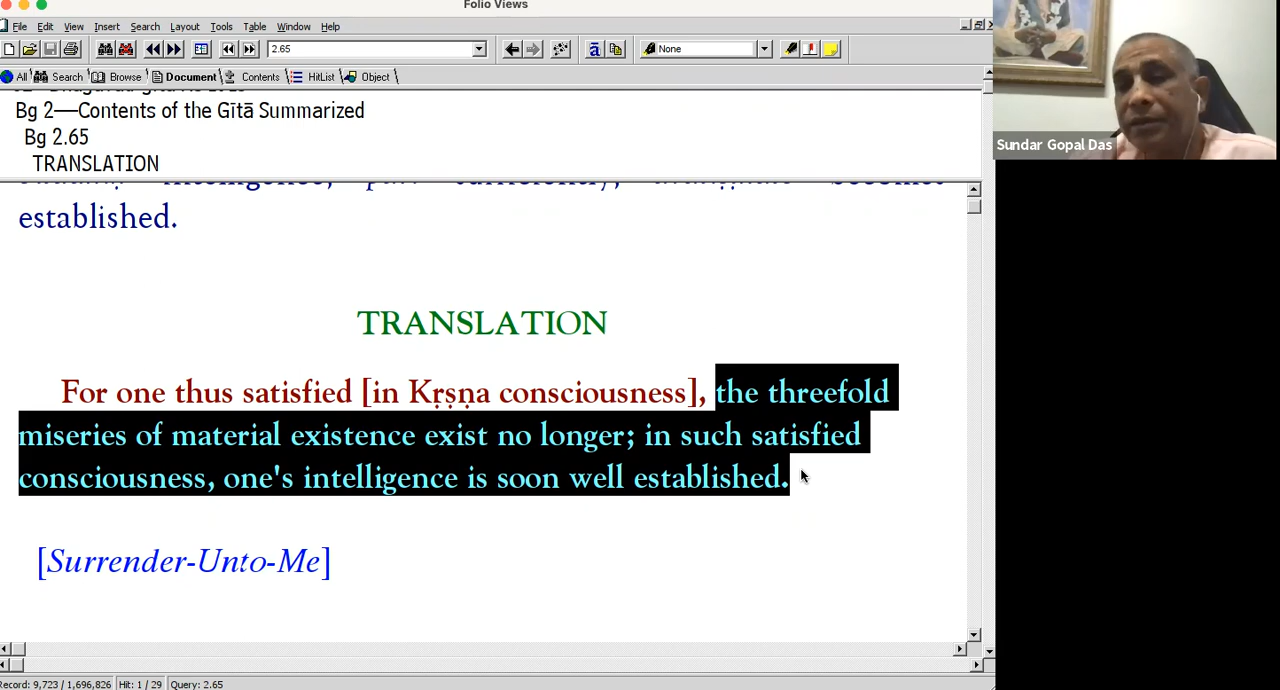 Folio Views
File Edit View Insert Search Layout Tools Table Window Help
2.65 None
All Search Browse Document Contents HitList Object
Bg 2—Contents of the Gītā Summarized
Bg 2.65
TRANSLATION
intelligence, sufficiently, becomes
established.
TRANSLATION
For one thus satisfied [in Kṛṣṇa consciousness], the threefold
miseries of material existence exist no longer; in such satisfied
consciousness, one's intelligence is soon well established.
[Surrender-Unto-Me]
Record: 9,723 / 1,696,826 Hit: 1 / 29 Query: 2.65
Sundar Gopal Das